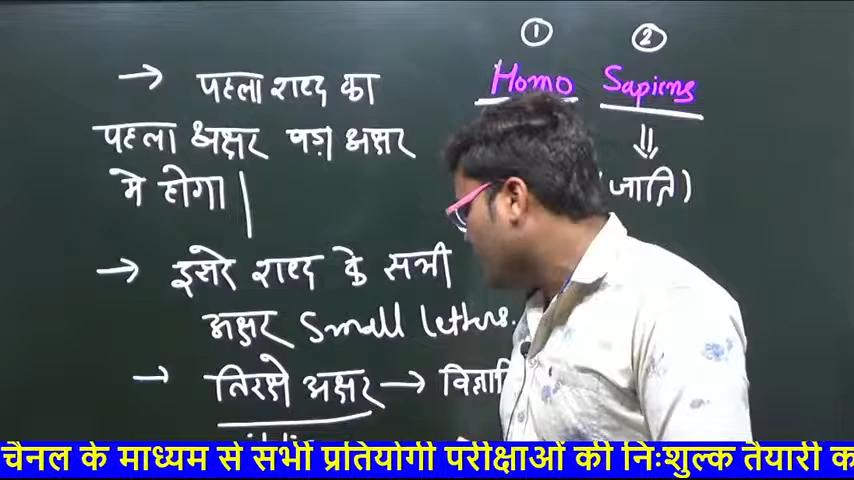 ① ②
Homo Sapiens
→ पहला शब्द का
पहला अक्षर बड़ा अक्षर
मे होगा |
(जाति)
→ दूसरे शब्द के सभी
अक्षर Small letters.
→ तिरक्षे अक्षर →
चैनल के माध्यम से सभी प्रतियोगी परीक्षाओं की निःशुल्क तैयारी